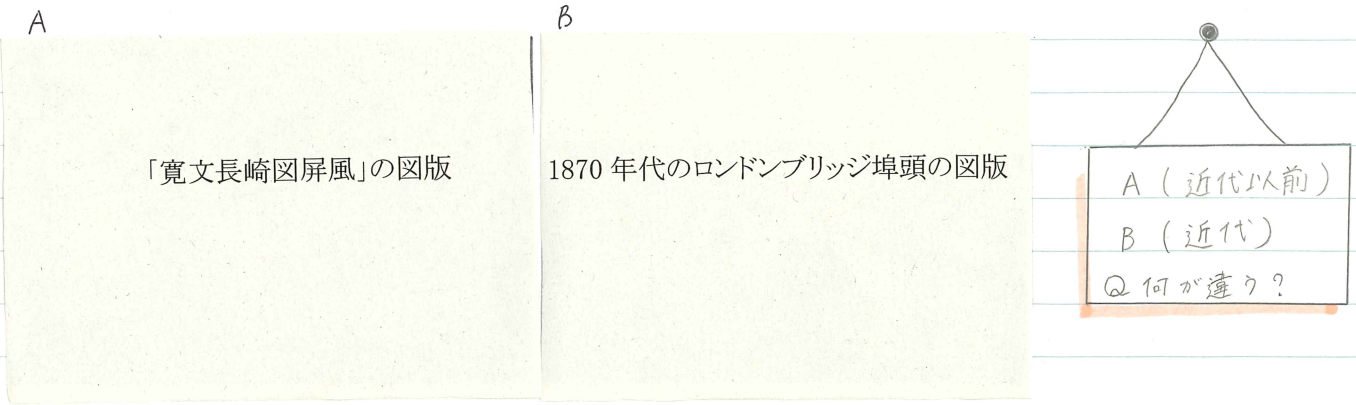 A
「寛文長崎図屏風」の図版
B
1870 年代のロンドンブリッジ埠頭の図版
A（近代以前）
B（近代）
Q 何が違う？